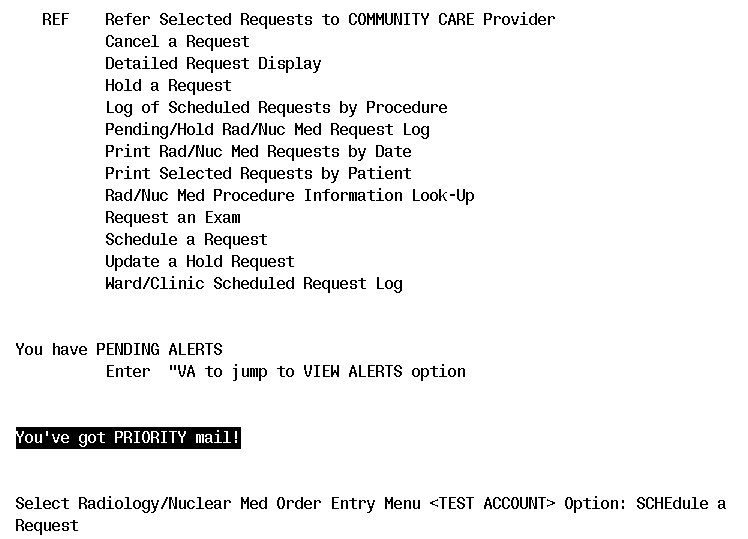 REF    Refer Selected Requests to COMMUNITY CARE Provider
Cancel a Request
Detailed Request Display
Hold a Request
Log of Scheduled Requests by Procedure
Pending/Hold Rad/Nuc Med Request Log
Print Rad/Nuc Med Requests by Date
Print Selected Requests by Patient
Rad/Nuc Med Procedure Information Look-Up
Request an Exam
Schedule a Request
Update a Hold Request
Ward/Clinic Scheduled Request Log
You have PENDING ALERTS
Enter  "VA to jump to VIEW ALERTS option
You've got PRIORITY mail!
Select Radiology/Nuclear Med Order Entry Menu <TEST ACCOUNT> Option: SCHEdule a
Request